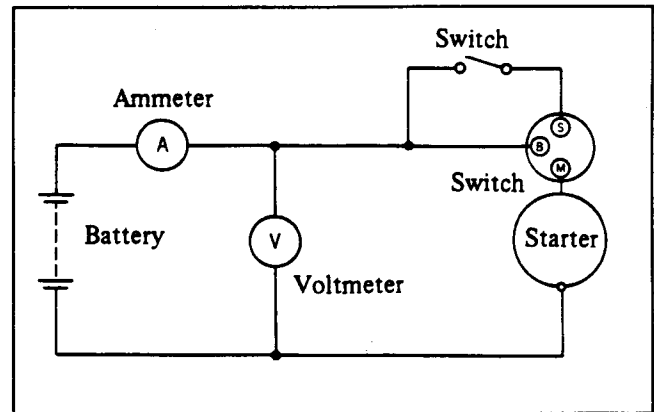 Switch
Ammeter
A
S
B
M
Switch
Battery
V
Starter
Voltmeter